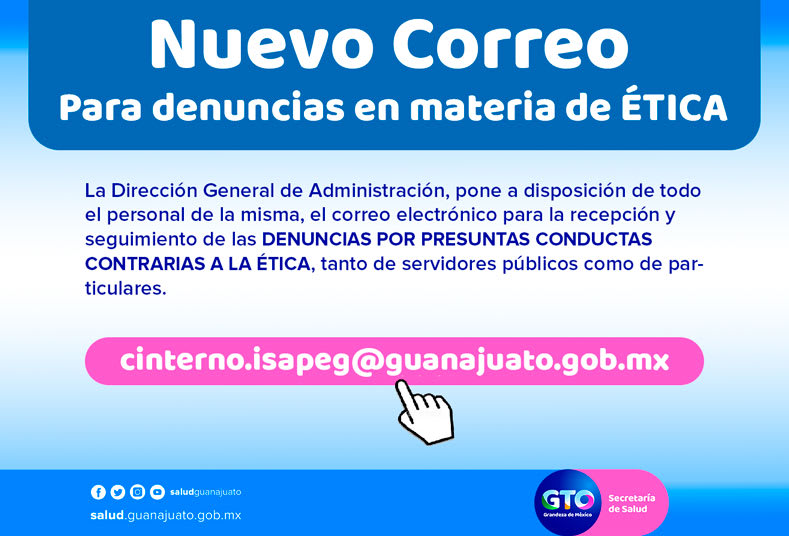 Nuevo Correo
Para denuncias en materia de ÉTICA
La Dirección General de Administración, pone a disposición de todo
el personal de la misma, el correo electrónico para la recepción y
seguimiento de las DENUNCIAS POR PRESUNTAS CONDUCTAS
CONTRARIAS A LA ÉTICA, tanto de servidores públicos como de par-
ticulares.
cinterno.isapeg@guanajuato.gob.mx
saludguanajuato
salud.guanajuato.gob.mx
GTO
Grandeza de México
Secretaría
de Salud